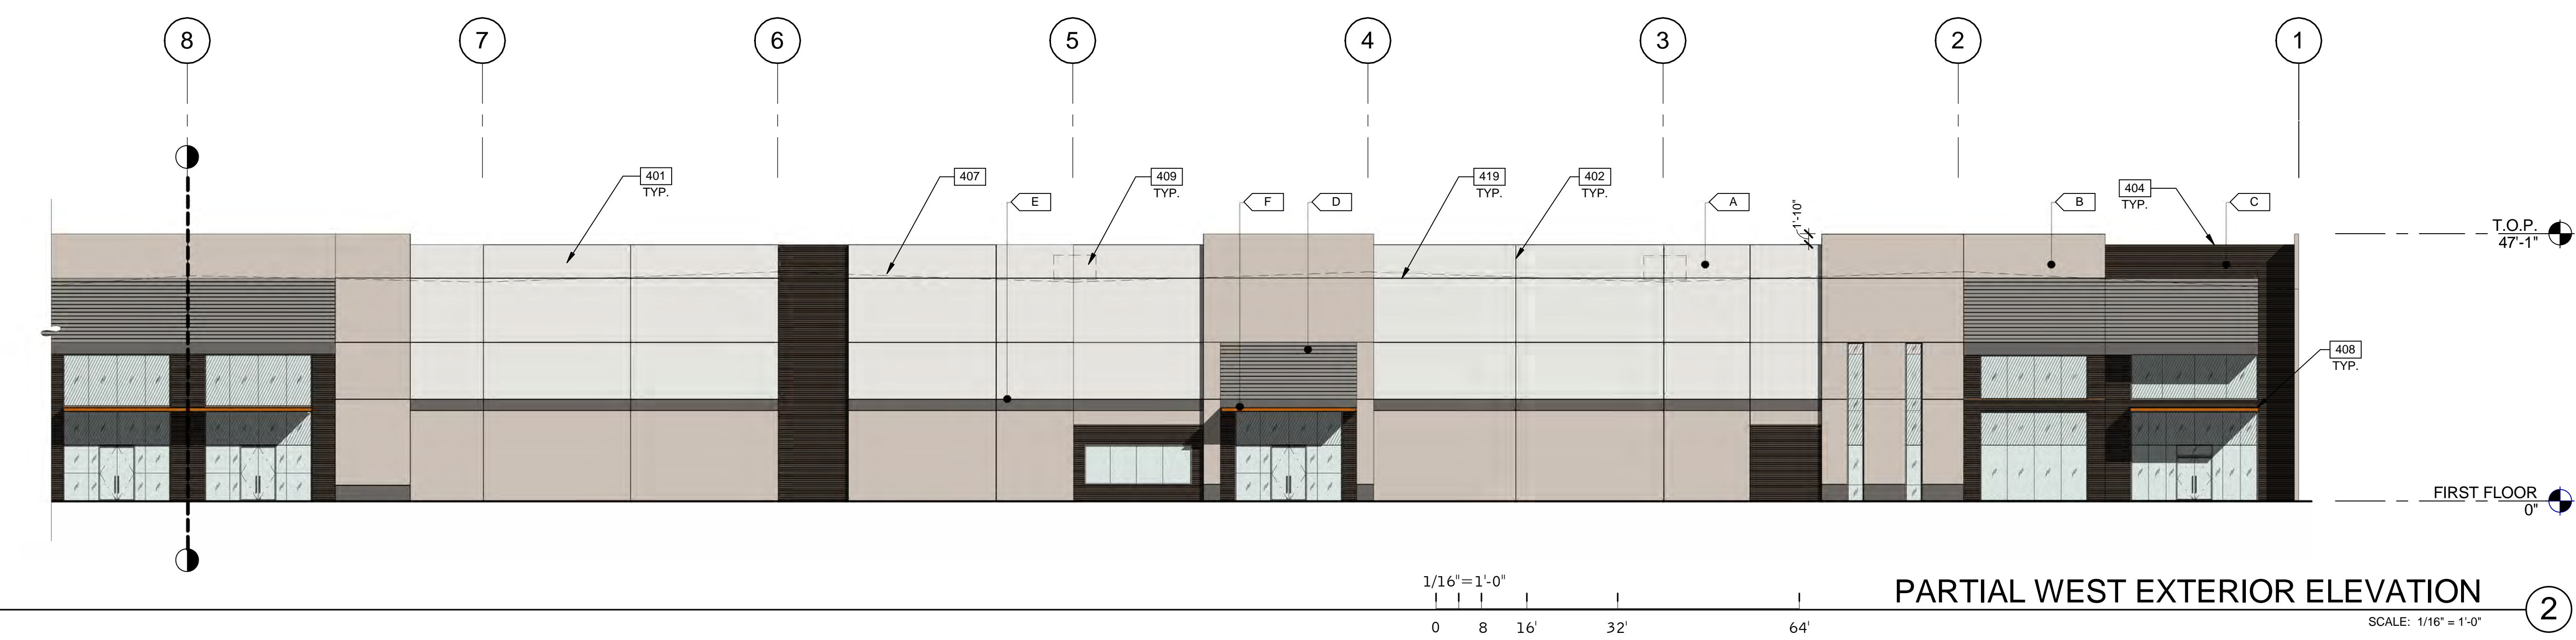 8 7 6 5 4 3 2 1
401
TYP.
407
409
TYP.
419
402
TYP.
404
TYP.
E
F
D
A
B
C
1'-10"
T.O.P.
47'-1"
408
TYP.
FIRST FLOOR
0"
1/16"=1'-0"
0 8 16' 32' 64'
PARTIAL WEST EXTERIOR ELEVATION
SCALE: 1/16" = 1'-0"
2